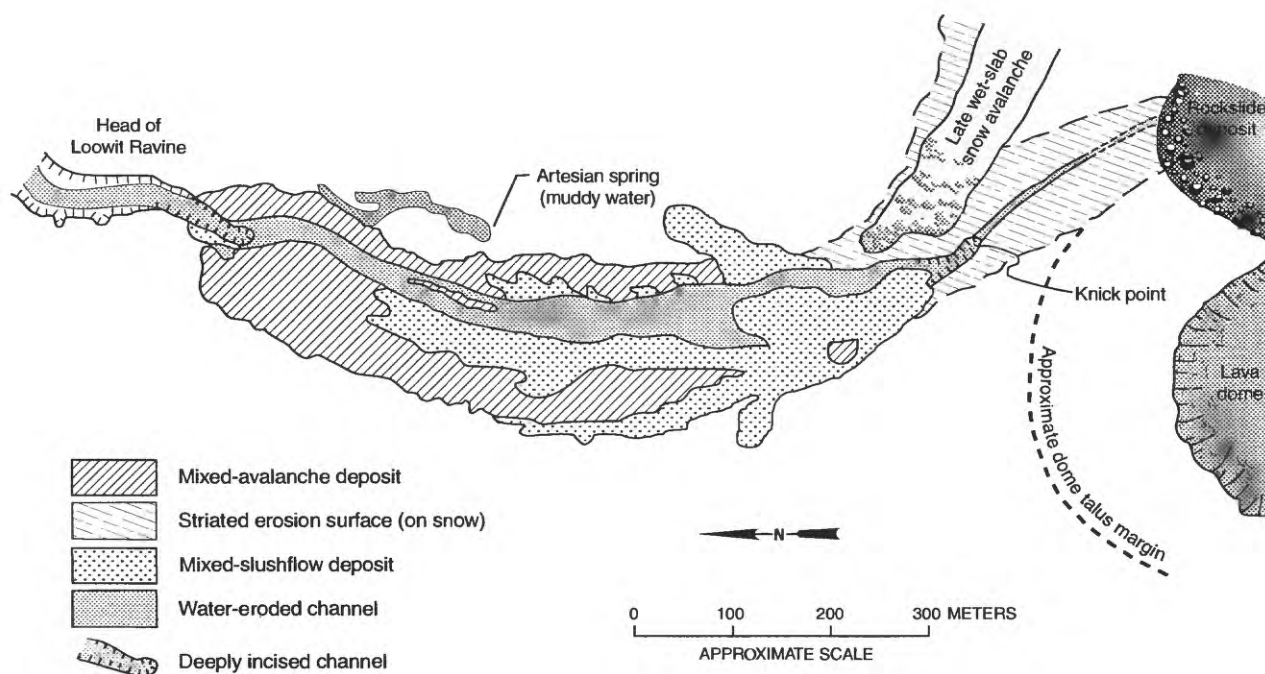 Head of
Loowit Ravine
Artesian spring
(muddy water)
Late wet-slab
snow avalanche
Rockslide
deposit
Knick point
Approximate dome talus margin
Lava
dome
Mixed-avalanche deposit
Striated erosion surface (on snow)
Mixed-slushflow deposit
Water-eroded channel
Deeply incised channel
N
0 100 200 300 METERS
APPROXIMATE SCALE